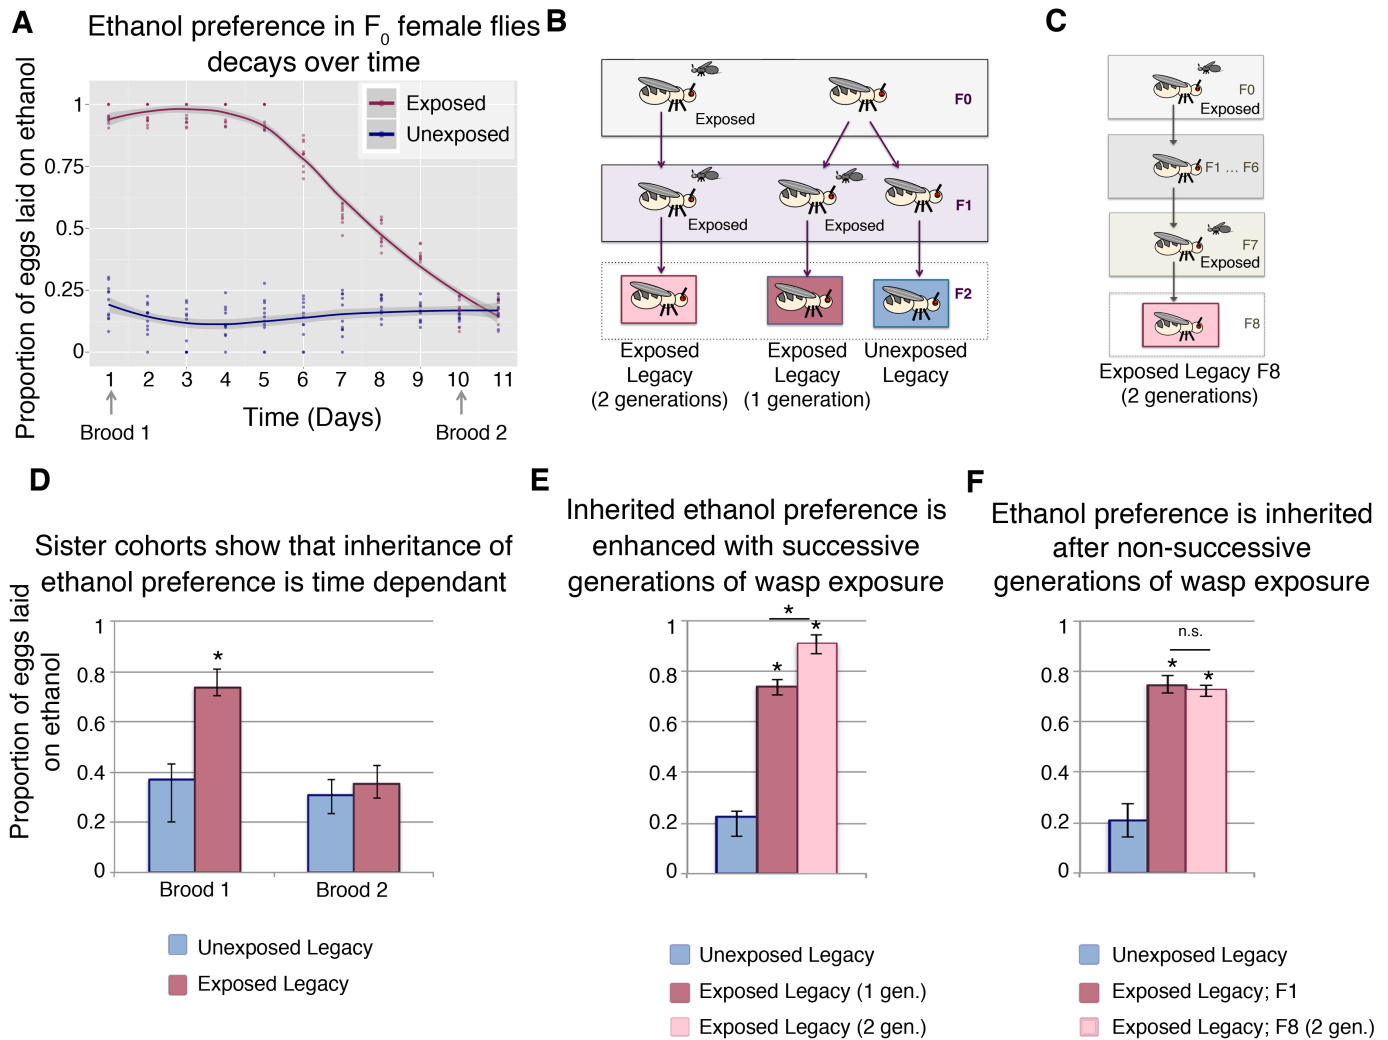 A
Ethanol preference in F0 female flies
decays over time
Proportion of eggs laid on ethanol
1
0.75
0.5
0.25
0
Exposed
Unexposed
1 2 3 4 5 6 7 8 9 10 11
Time (Days)
Brood 1
Brood 2
B
F0
Exposed
F1
Exposed
Exposed
F2
Exposed
Legacy
(2 generations)
Exposed
Legacy
(1 generation)
Unexposed
Legacy
C
F0
Exposed
F1 ... F6
F7
Exposed
F8
Exposed Legacy F8
(2 generations)
D
Sister cohorts show that inheritance of
ethanol preference is time dependant
Proportion of eggs laid
on ethanol
1
0.8
0.6
0.4
0.2
0
*
Brood 1
Brood 2
Unexposed Legacy
Exposed Legacy
E
Inherited ethanol preference is
enhanced with successive
generations of wasp exposure
1
0.8
0.6
0.4
0.2
0
*
*
*
Unexposed Legacy
Exposed Legacy (1 gen.)
Exposed Legacy (2 gen.)
F
Ethanol preference is inherited
after non-successive
generations of wasp exposure
1
0.8
0.6
0.4
0.2
0
n.s.
*
*
Unexposed Legacy
Exposed Legacy; F1
Exposed Legacy; F8 (2 gen.)